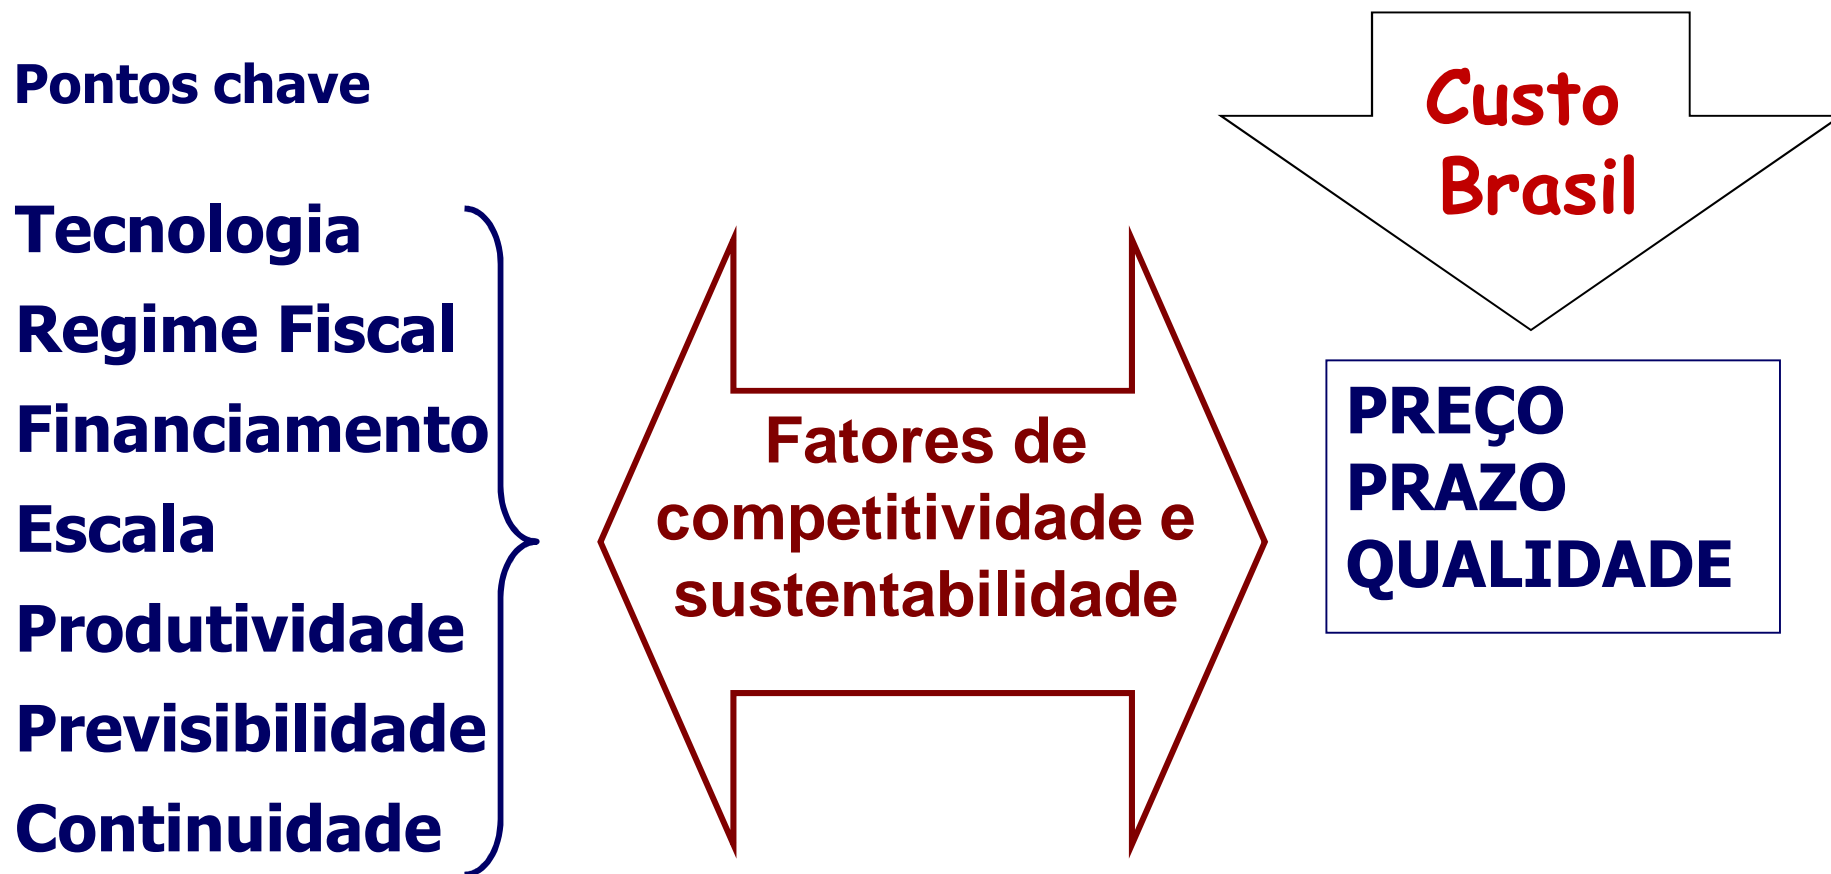 Pontos chave
Tecnologia
Regime Fiscal
Financiamento
Escala
Produtividade
Previsibilidade
Continuidade
Fatores de
competitividade e
sustentabilidade
Custo
Brasil
PREÇO
PRAZO
QUALIDADE